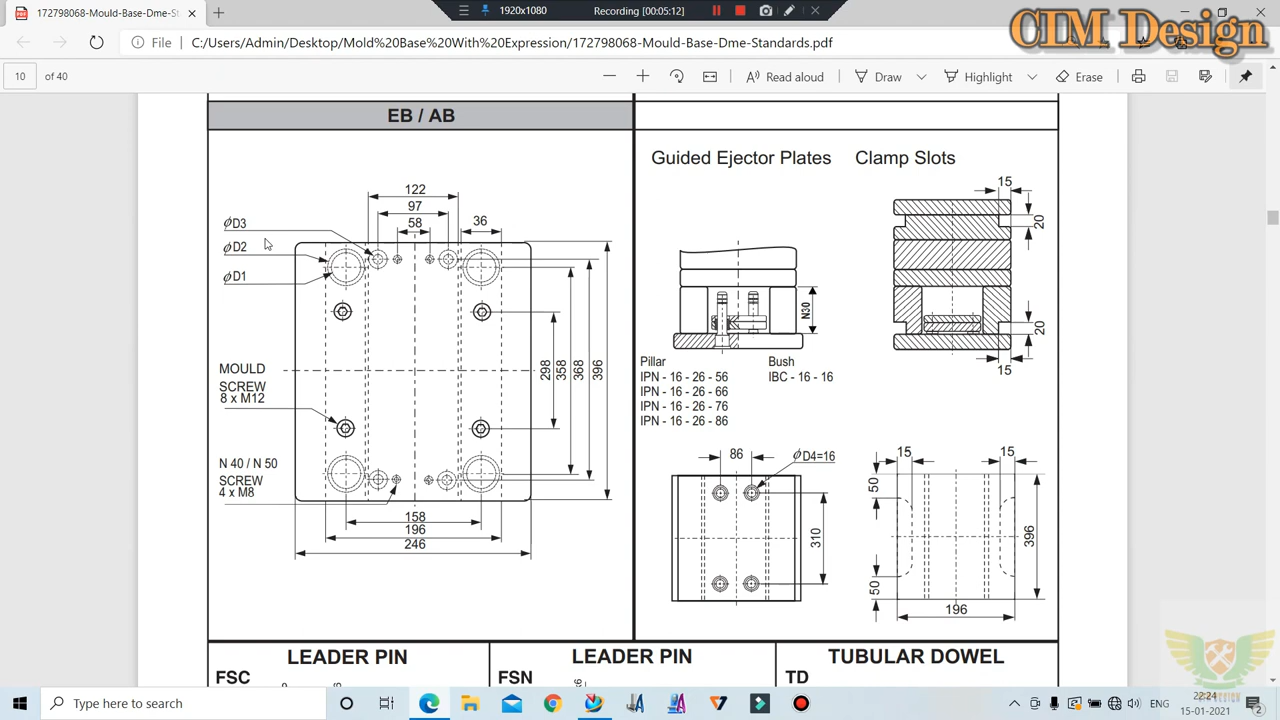 172798068-Mould-Base-Dme-St
1920x1080
Recording [00:05:12]
CIM Design
File
C:/Users/Admin/Desktop/Mold%20Base%20With%20Expression/172798068-Mould-Base-Dme-Standards.pdf
10
of 40
Read aloud
Draw
Highlight
Erase
EB / AB
Guided Ejector Plates
Clamp Slots
122
97
58
36
ϕD3
ϕD2
ϕD1
MOULD
SCREW
8 x M12
N 40 / N 50
SCREW
4 x M8
298
358
368
396
158
196
246
N30
Pillar
IPN - 16 - 26 - 56
IPN - 16 - 26 - 66
IPN - 16 - 26 - 76
IPN - 16 - 26 - 86
Bush
IBC - 16 - 16
15
20
20
15
86
ϕD4=16
310
15
15
50
50
396
196
LEADER PIN
FSC
LEADER PIN
FSN
TUBULAR DOWEL
TD
Type here to search
ENG
22:24
15-01-2021
2